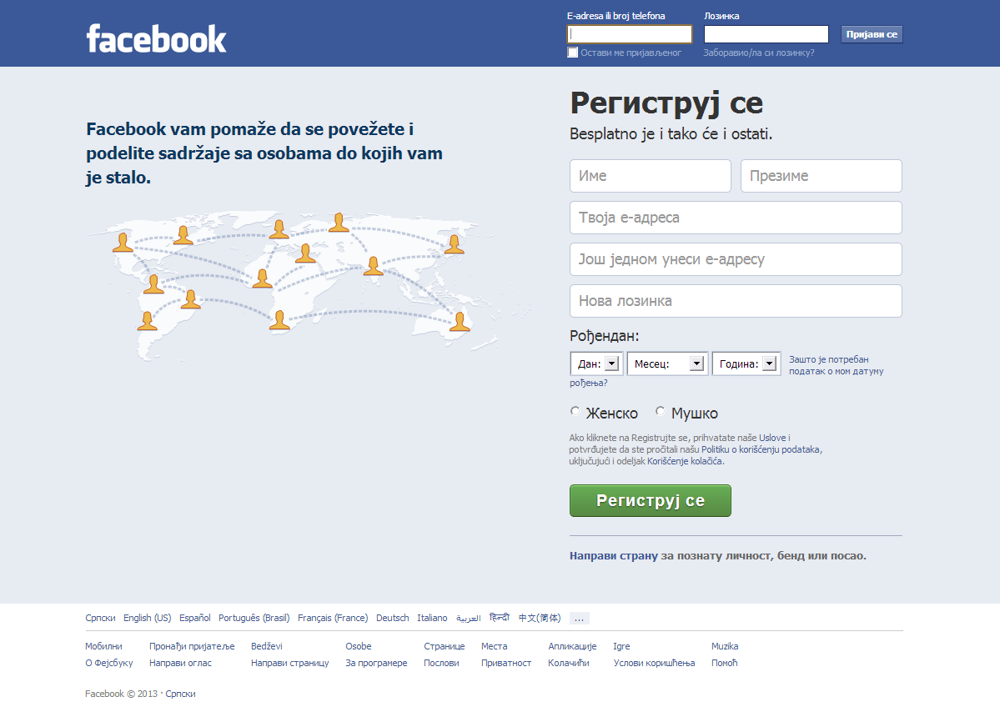 facebook
E-adresa ili broj telefona
Лозинка
Пријави се
Остави ме пријављеног
Заборавио/ла си лозинку?
Facebook vam pomaže da se povežete i
podelite sadržaje sa osobama do kojih vam
je stalo.
Региструј се
Besplatno je i tako će i ostati.
Име
Презиме
Твоја е-адреса
Још једном унеси е-адресу
Нова лозинка
Рођендан:
Дан:
Месец:
Година:
Зашто је потребан
податак о мом датуму
рођења?
Женско
Мушко
Ako kliknete na Registrujte se, prihvatate naše Uslove i
potvrđujete da ste pročitali našu Politiku o korišćenju podataka,
uključujući i odeljak Korišćenje kolačića.
Региструј се
Направи страну за познату личност, бенд или посао.
Српски English (US) Español Português (Brasil) Français (France) Deutsch Italiano العربية हिन्दी 中文(简体) ...
Мобилни Пронађи пријатеље Bedževi Osobe Странице Места Апликације Igre Muzika
О Фејсбуку Направи оглас Направи страницу За програмере Послови Приватност Колачићи Услови коришћења Помоћ
Facebook © 2013 · Српски